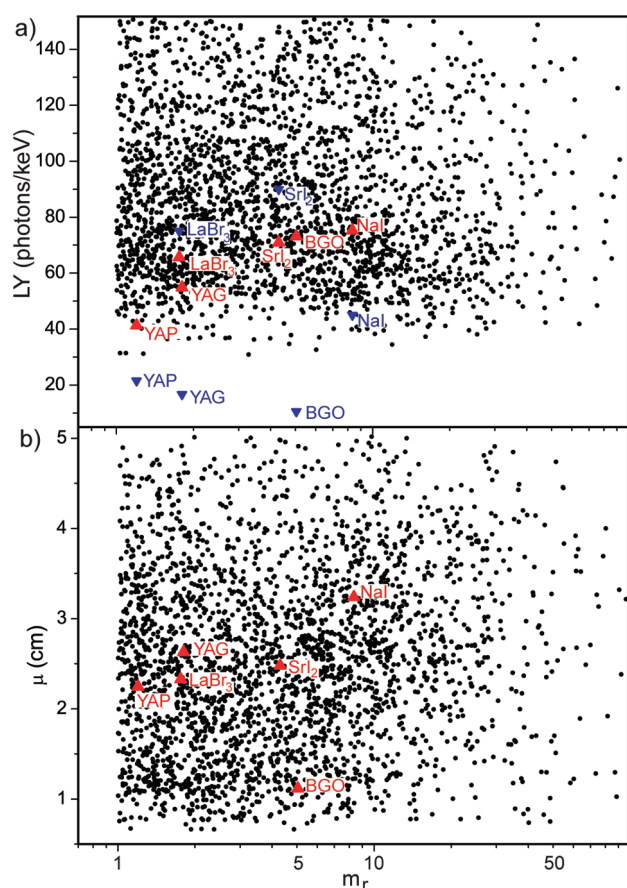 a)
140
120
100
80
60
40
20
LY (photons/keV)
SrI2
LaBr3
NaI
BGO
SrI2
LaBr3
YAG
NaI
YAP
YAP
YAG
BGO
b)
5
4
3
2
1
μ (cm)
NaI
YAG
SrI2
LaBr3
YAP
BGO
1 5 10 50
mr